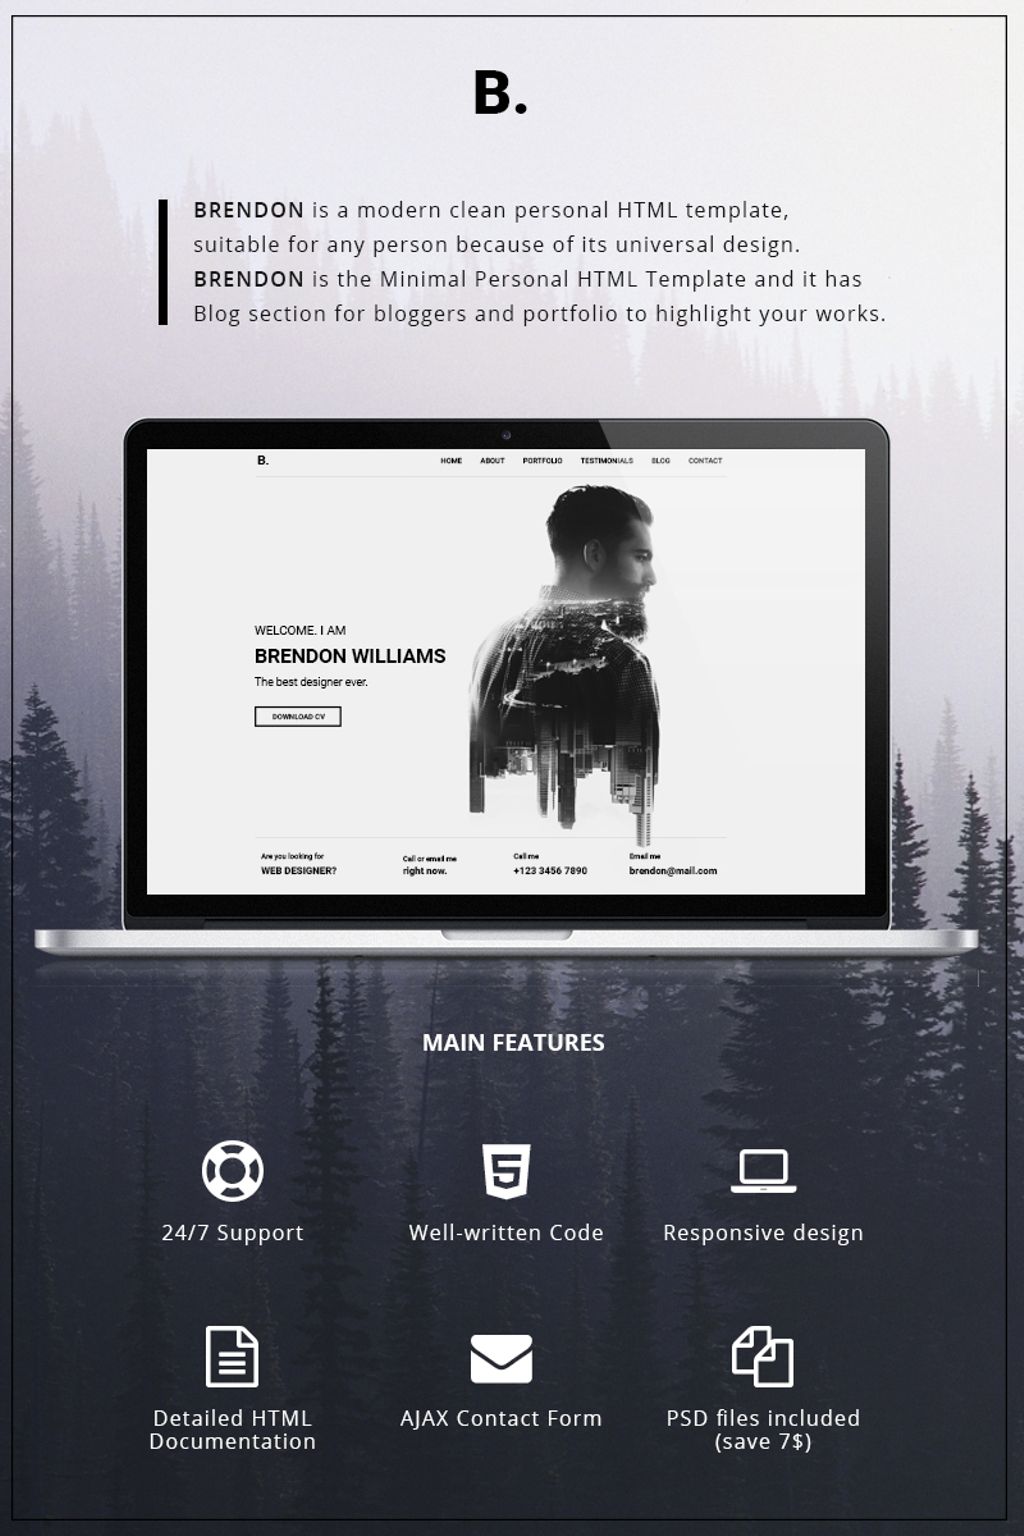 B.
BRENDON is a modern clean personal HTML template,
suitable for any person because of its universal design.
BRENDON is the Minimal Personal HTML Template and it has
Blog section for bloggers and portfolio to highlight your works.
B. HOME ABOUT PORTFOLIO TESTIMONIALS BLOG CONTACT
WELCOME. I AM
BRENDON WILLIAMS
The best designer ever.
DOWNLOAD CV
Are you looking for
WEB DESIGNER?
Call or email me
right now.
Call me
+123 3456 7890
Email me
brendon@mail.com
MAIN FEATURES
24/7 Support
Well-written Code
Responsive design
Detailed HTML
Documentation
AJAX Contact Form
PSD files included
(save 7$)